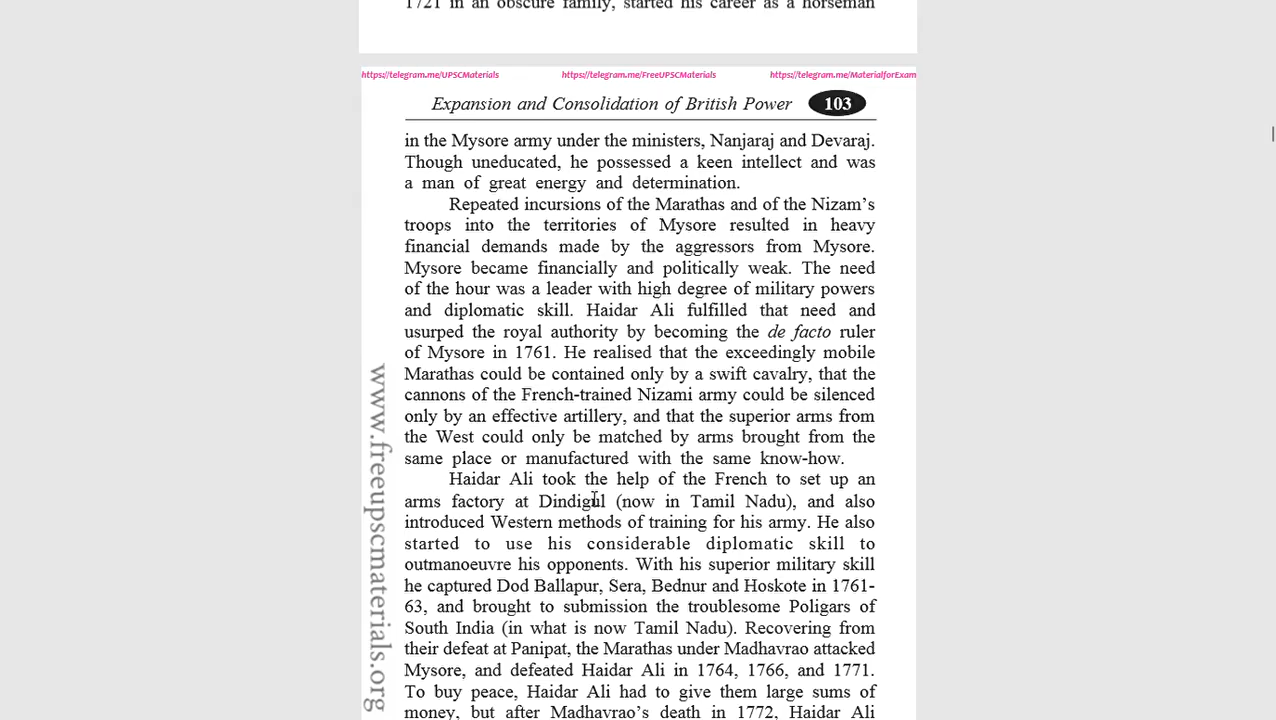 1721 in an obscure family, started his career as a horseman
https://telegram.me/UPSCMaterials https://telegram.me/FreeUPSCMaterials https://telegram.me/MaterialforExam
Expansion and Consolidation of British Power 103
in the Mysore army under the ministers, Nanjaraj and Devaraj.
Though uneducated, he possessed a keen intellect and was
a man of great energy and determination.
Repeated incursions of the Marathas and of the Nizam's
troops into the territories of Mysore resulted in heavy
financial demands made by the aggressors from Mysore.
Mysore became financially and politically weak. The need
of the hour was a leader with high degree of military powers
and diplomatic skill. Haidar Ali fulfilled that need and
usurped the royal authority by becoming the de facto ruler
of Mysore in 1761. He realised that the exceedingly mobile
Marathas could be contained only by a swift cavalry, that the
cannons of the French-trained Nizami army could be silenced
only by an effective artillery, and that the superior arms from
the West could only be matched by arms brought from the
same place or manufactured with the same know-how.
Haidar Ali took the help of the French to set up an
arms factory at Dindigul (now in Tamil Nadu), and also
introduced Western methods of training for his army. He also
started to use his considerable diplomatic skill to
outmanoeuvre his opponents. With his superior military skill
he captured Dod Ballapur, Sera, Bednur and Hoskote in 1761-
63, and brought to submission the troublesome Poligars of
South India (in what is now Tamil Nadu). Recovering from
their defeat at Panipat, the Marathas under Madhavrao attacked
Mysore, and defeated Haidar Ali in 1764, 1766, and 1771.
To buy peace, Haidar Ali had to give them large sums of
money, but after Madhavrao's death in 1772, Haidar Ali
www.freeupscmaterials.org